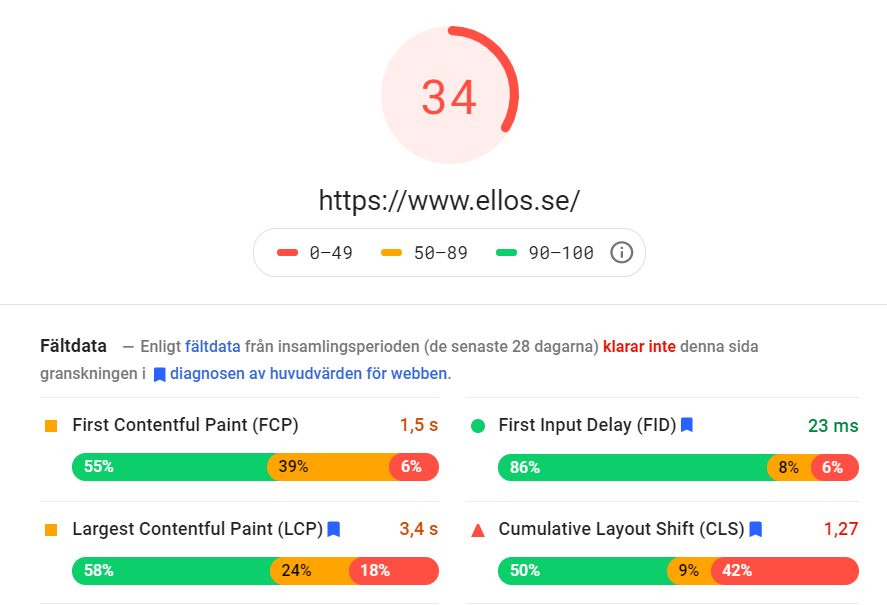 34
https://www.ellos.se/
0–49 50–89 90–100
Fältdata — Enligt fältdata från insamlingsperioden (de senaste 28 dagarna) klarar inte denna sida
granskningen i diagnosen av huvudvärden för webben.
First Contentful Paint (FCP) 1,5 s
55% 39% 6%
First Input Delay (FID) 23 ms
86% 8% 6%
Largest Contentful Paint (LCP) 3,4 s
58% 24% 18%
Cumulative Layout Shift (CLS) 1,27
50% 9% 42%